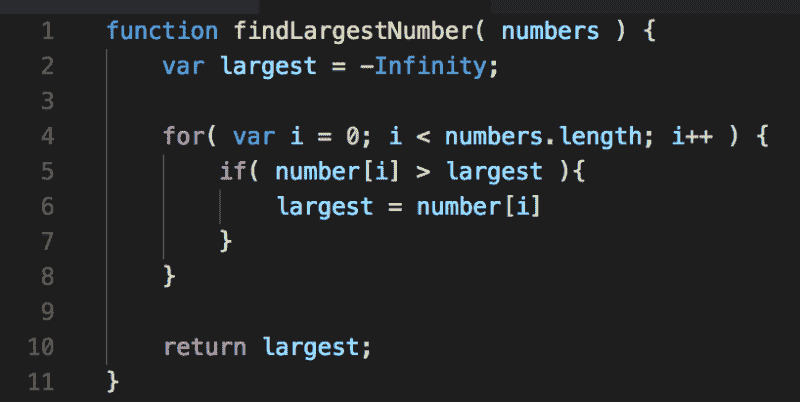 1 function findLargestNumber( numbers ) {
2 var largest = -Infinity;
3
4 for( var i = 0; i < numbers.length; i++ ) {
5 if( number[i] > largest ){
6 largest = number[i]
7 }
8 }
9
10 return largest;
11 }